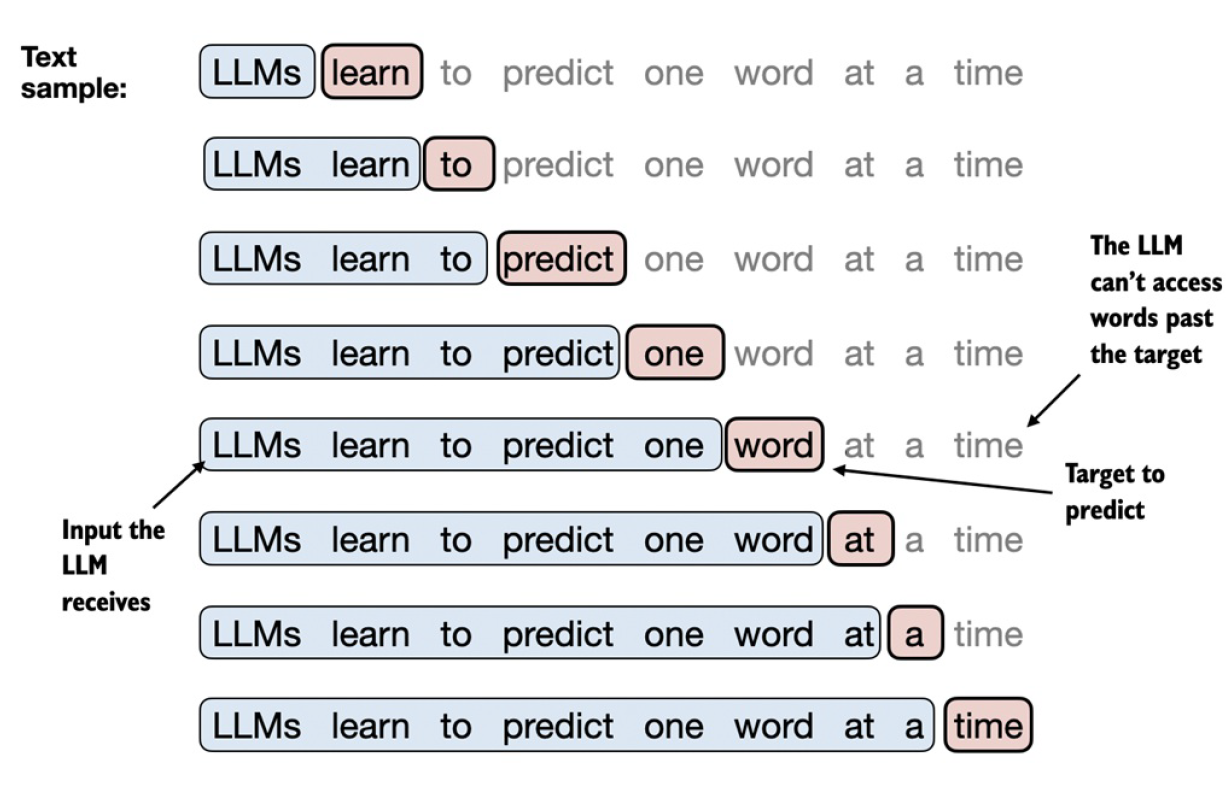 Text
sample:
LLMs learn to predict one word at a time
LLMs learn to predict one word at a time
LLMs learn to predict one word at a time
The LLM
can't access
words past
the target
LLMs learn to predict one word at a time
LLMs learn to predict one word at a time
Target to
predict
Input the
LLM
receives
LLMs learn to predict one word at a time
LLMs learn to predict one word at a time
LLMs learn to predict one word at a time